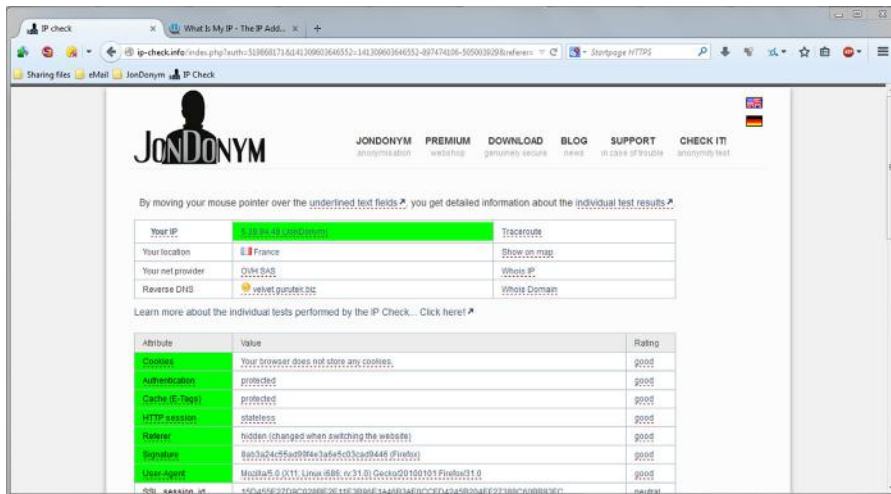 IP check
What Is My IP - The IP Add...
ip-check.info/index.php?
Startpage HTTPS
Sharing files eMail JonDonym IP Check
JONDONYM
JONDONYM PREMIUM DOWNLOAD BLOG SUPPORT CHECK IT!
anonymisation webshop genuinely secure news in case of trouble anonymity test
By moving your mouse pointer over the underlined text fields, you get detailed information about the individual test results
Your IP (JonDonym) Traceroute
Your location France Show on map
Your net provider OVH SAS Whois IP
Reverse DNS velvet.gurutek.biz Whois Domain
Learn more about the individual tests performed by the IP Check... Click here!
Attribute Value Rating
Cookies Your browser does not store any cookies. good
Authentication protected good
Cache (E-Tags) protected good
HTTP session stateless good
Referer hidden (changed when switching the website) good
Signature (Firefox) good
User-Agent Mozilla/5.0 (X11; Linux i686; rv:31.0) Gecko/20100101 Firefox/31.0 good
SSL_session_id neutral